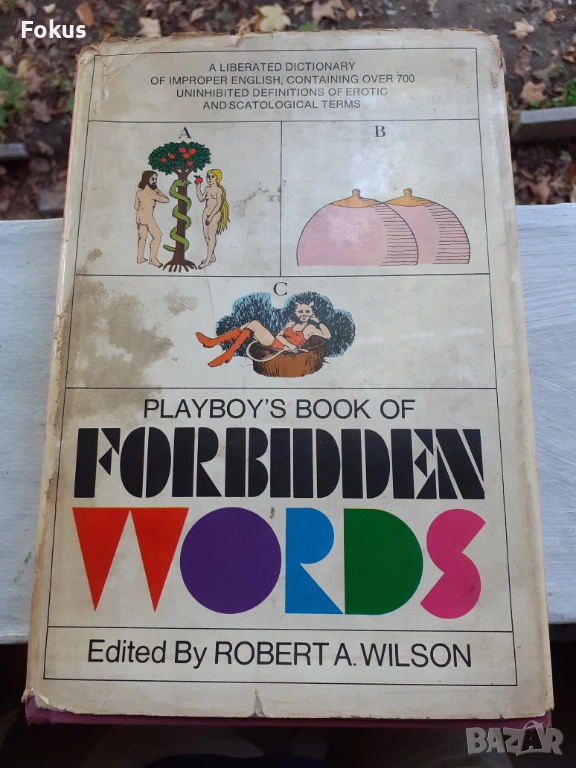 Fokus
A LIBERATED DICTIONARY
OF IMPROPER ENGLISH, CONTAINING OVER 700
UNINHIBITED DEFINITIONS OF EROTIC
AND SCATOLOGICAL TERMS
A
B
C
PLAYBOY'S BOOK OF
FORBIDDEN
WORDS
Edited By ROBERT A. WILSON
BAZAR